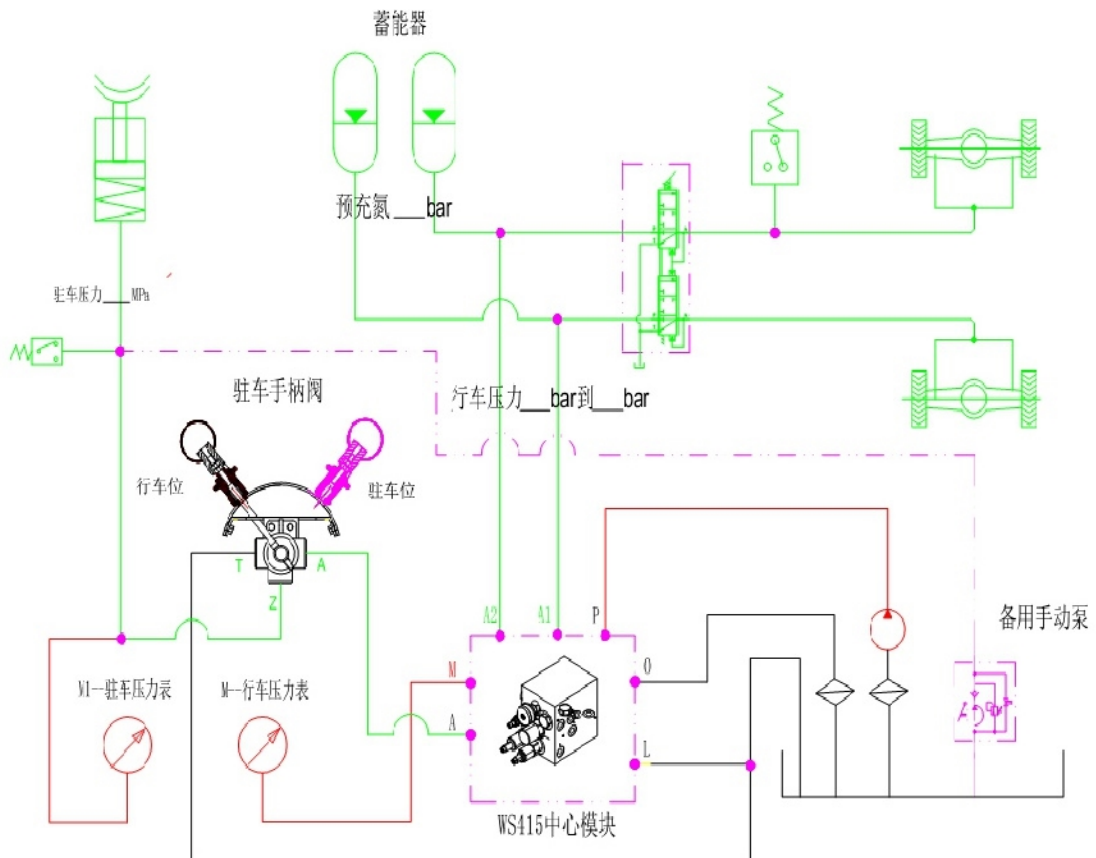 蓄能器
预充氮___bar
驻车压力___MPa
驻车手柄阀
行车压力___bar到___bar
行车位
驻车位
T
A
Z
A2
A1
P
备用手动泵
M1—驻车压力表
M—行车压力表
M
O
A
L
WS415中心模块